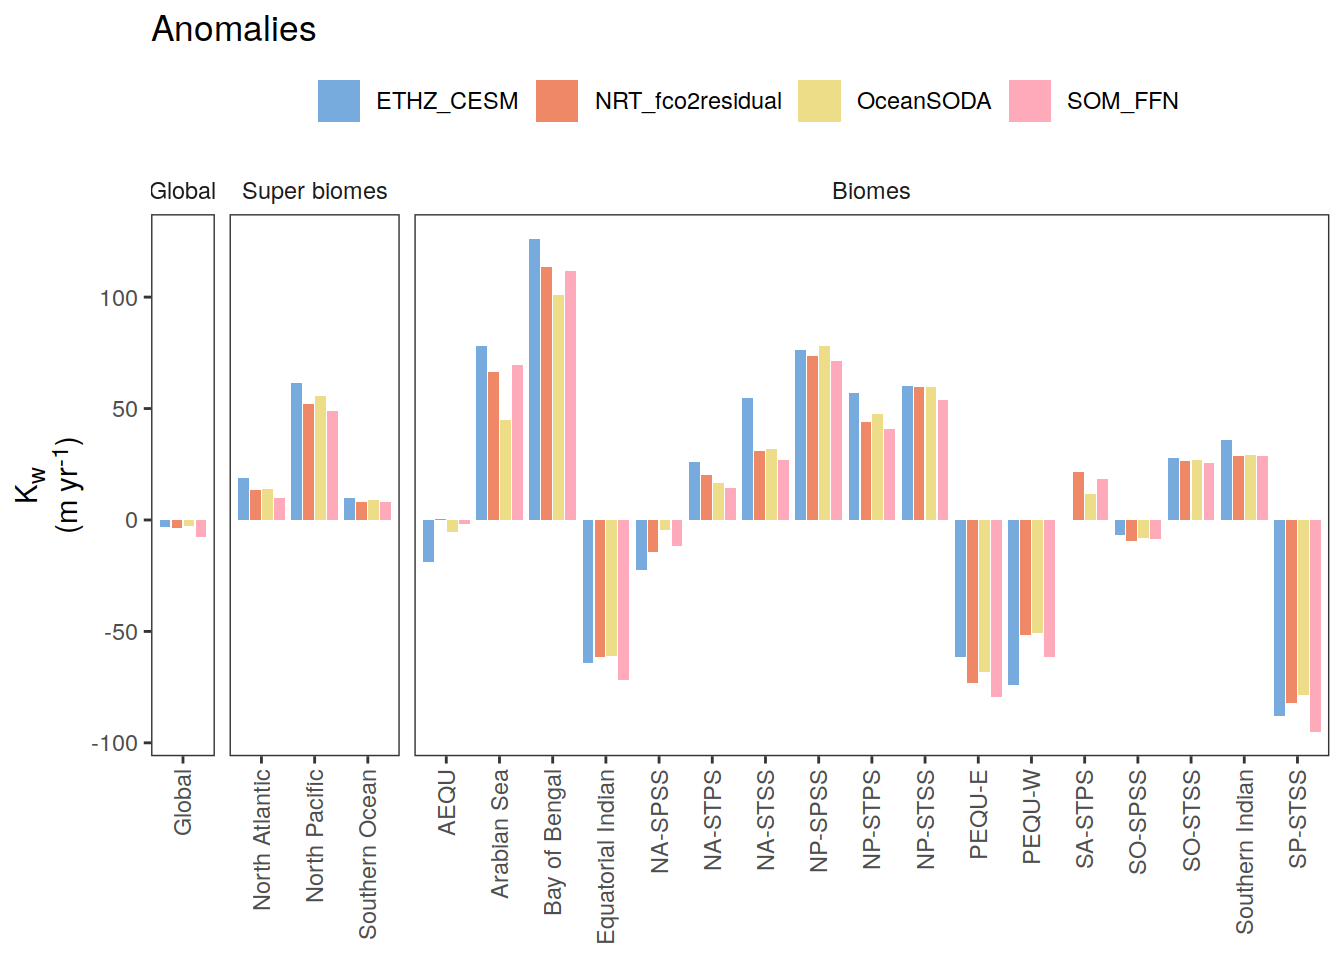 Anomalies
ETHZ_CESM NRT_fco2residual OceanSODA SOM_FFN
Global Super biomes Biomes
K_w
(m yr⁻¹)
100
50
0
-50
-100
Global
North Atlantic
North Pacific
Southern Ocean
AEQU
Arabian Sea
Bay of Bengal
Equatorial Indian
NA-SPSS
NA-STPS
NA-STSS
NP-SPSS
NP-STPS
NP-STSS
PEQU-E
PEQU-W
SA-STPS
SO-SPSS
SO-STSS
Southern Indian
SP-STSS